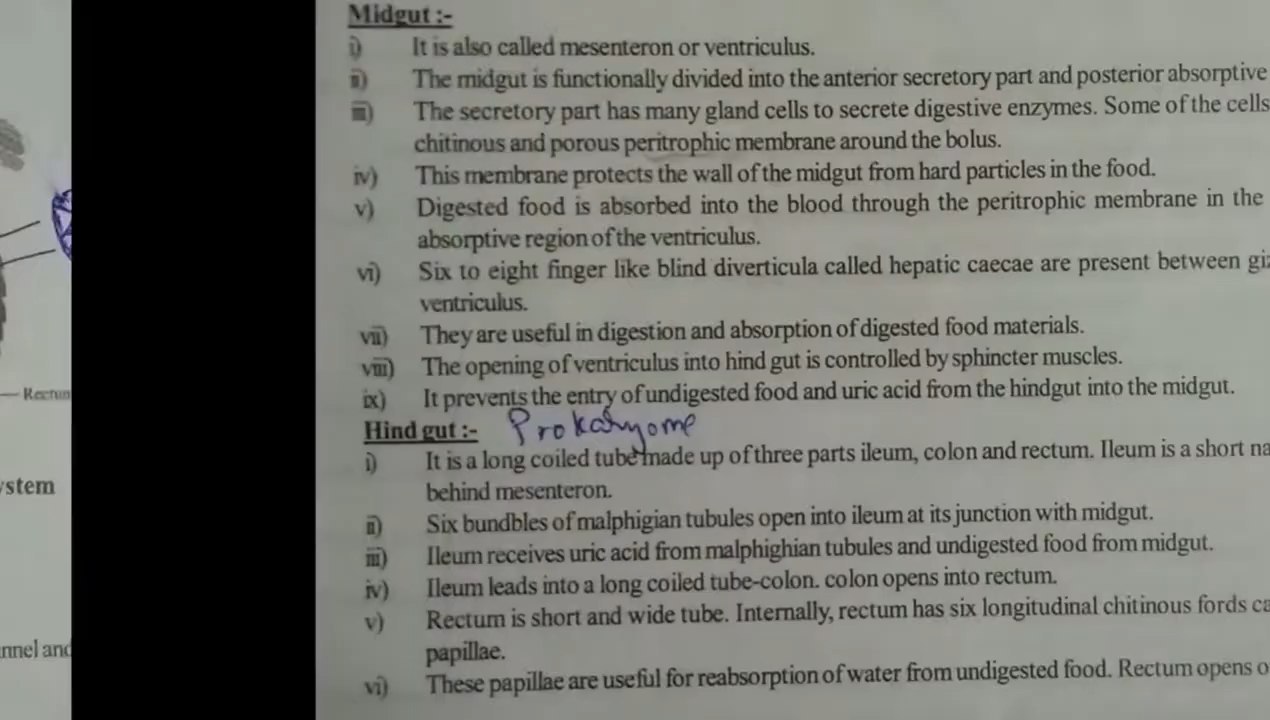 Midgut :-
i) It is also called mesenteron or ventriculus.
ii) The midgut is functionally divided into the anterior secretory part and posterior absorptive
iii) The secretory part has many gland cells to secrete digestive enzymes. Some of the cells
chitinous and porous peritrophic membrane around the bolus.
iv) This membrane protects the wall of the midgut from hard particles in the food.
v) Digested food is absorbed into the blood through the peritrophic membrane in the
absorptive region of the ventriculus.
vi) Six to eight finger like blind diverticula called hepatic caecae are present between giz
ventriculus.
vii) They are useful in digestion and absorption of digested food materials.
viii) The opening of ventriculus into hind gut is controlled by sphincter muscles.
ix) It prevents the entry of undigested food and uric acid from the hindgut into the midgut.
Rectum
Hind gut :- Prokatyome
i) It is a long coiled tube made up of three parts ileum, colon and rectum. Ileum is a short na
behind mesenteron.
ystem
ii) Six bundbles of malphigian tubules open into ileum at its junction with midgut.
iii) Ileum receives uric acid from malphighian tubules and undigested food from midgut.
iv) Ileum leads into a long coiled tube-colon. colon opens into rectum.
v) Rectum is short and wide tube. Internally, rectum has six longitudinal chitinous fords ca
papillae.
nnel and
vi) These papillae are useful for reabsorption of water from undigested food. Rectum opens o